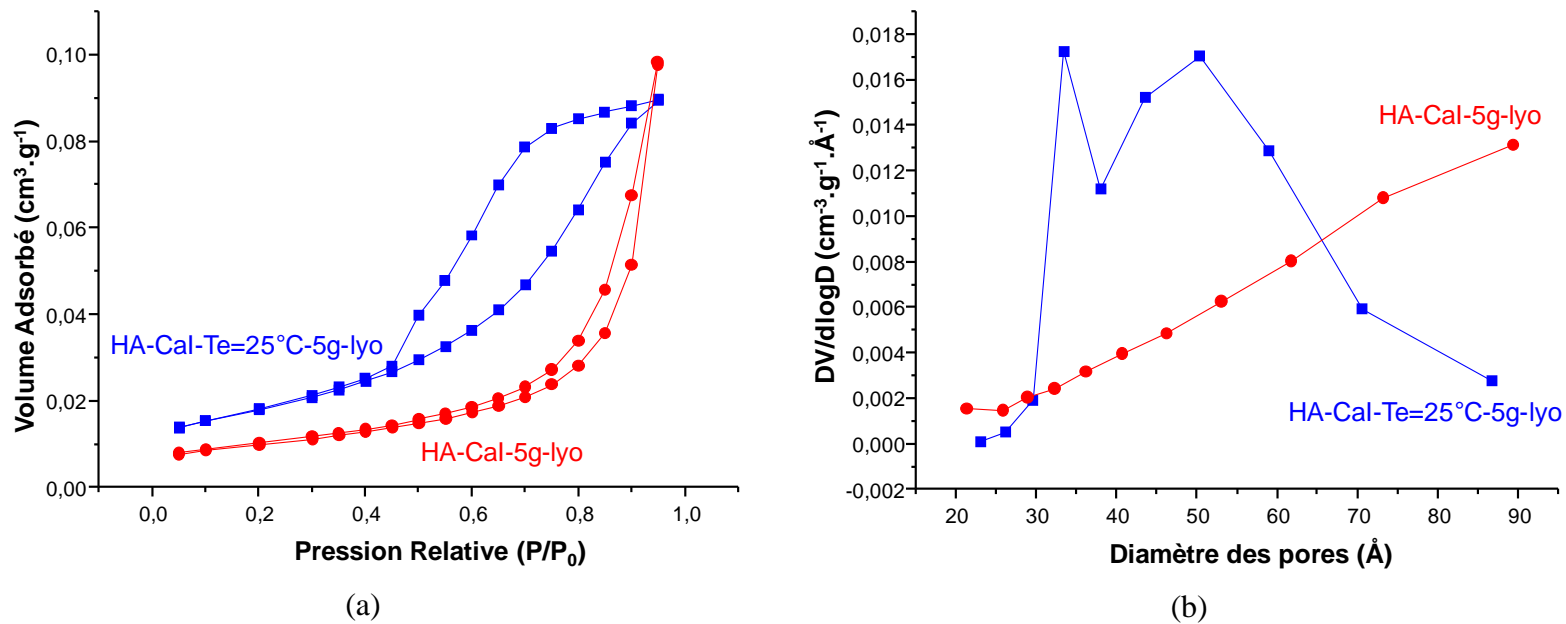 0,10
0,08
0,06
0,04
0,02
0,00
Volume Adsorbé (cm³.g⁻¹)
HA-CaI-Te=25°C-5g-lyo
HA-CaI-5g-lyo
0,0 0,2 0,4 0,6 0,8 1,0
Pression Relative (P/P₀)
(a)
0,018
0,016
0,014
0,012
0,010
0,008
0,006
0,004
0,002
0,000
-0,002
DV/dlogD (cm⁻³.g⁻¹.Å⁻¹)
HA-CaI-5g-lyo
HA-CaI-Te=25°C-5g-lyo
20 30 40 50 60 70 80 90
Diamètre des pores (Å)
(b)